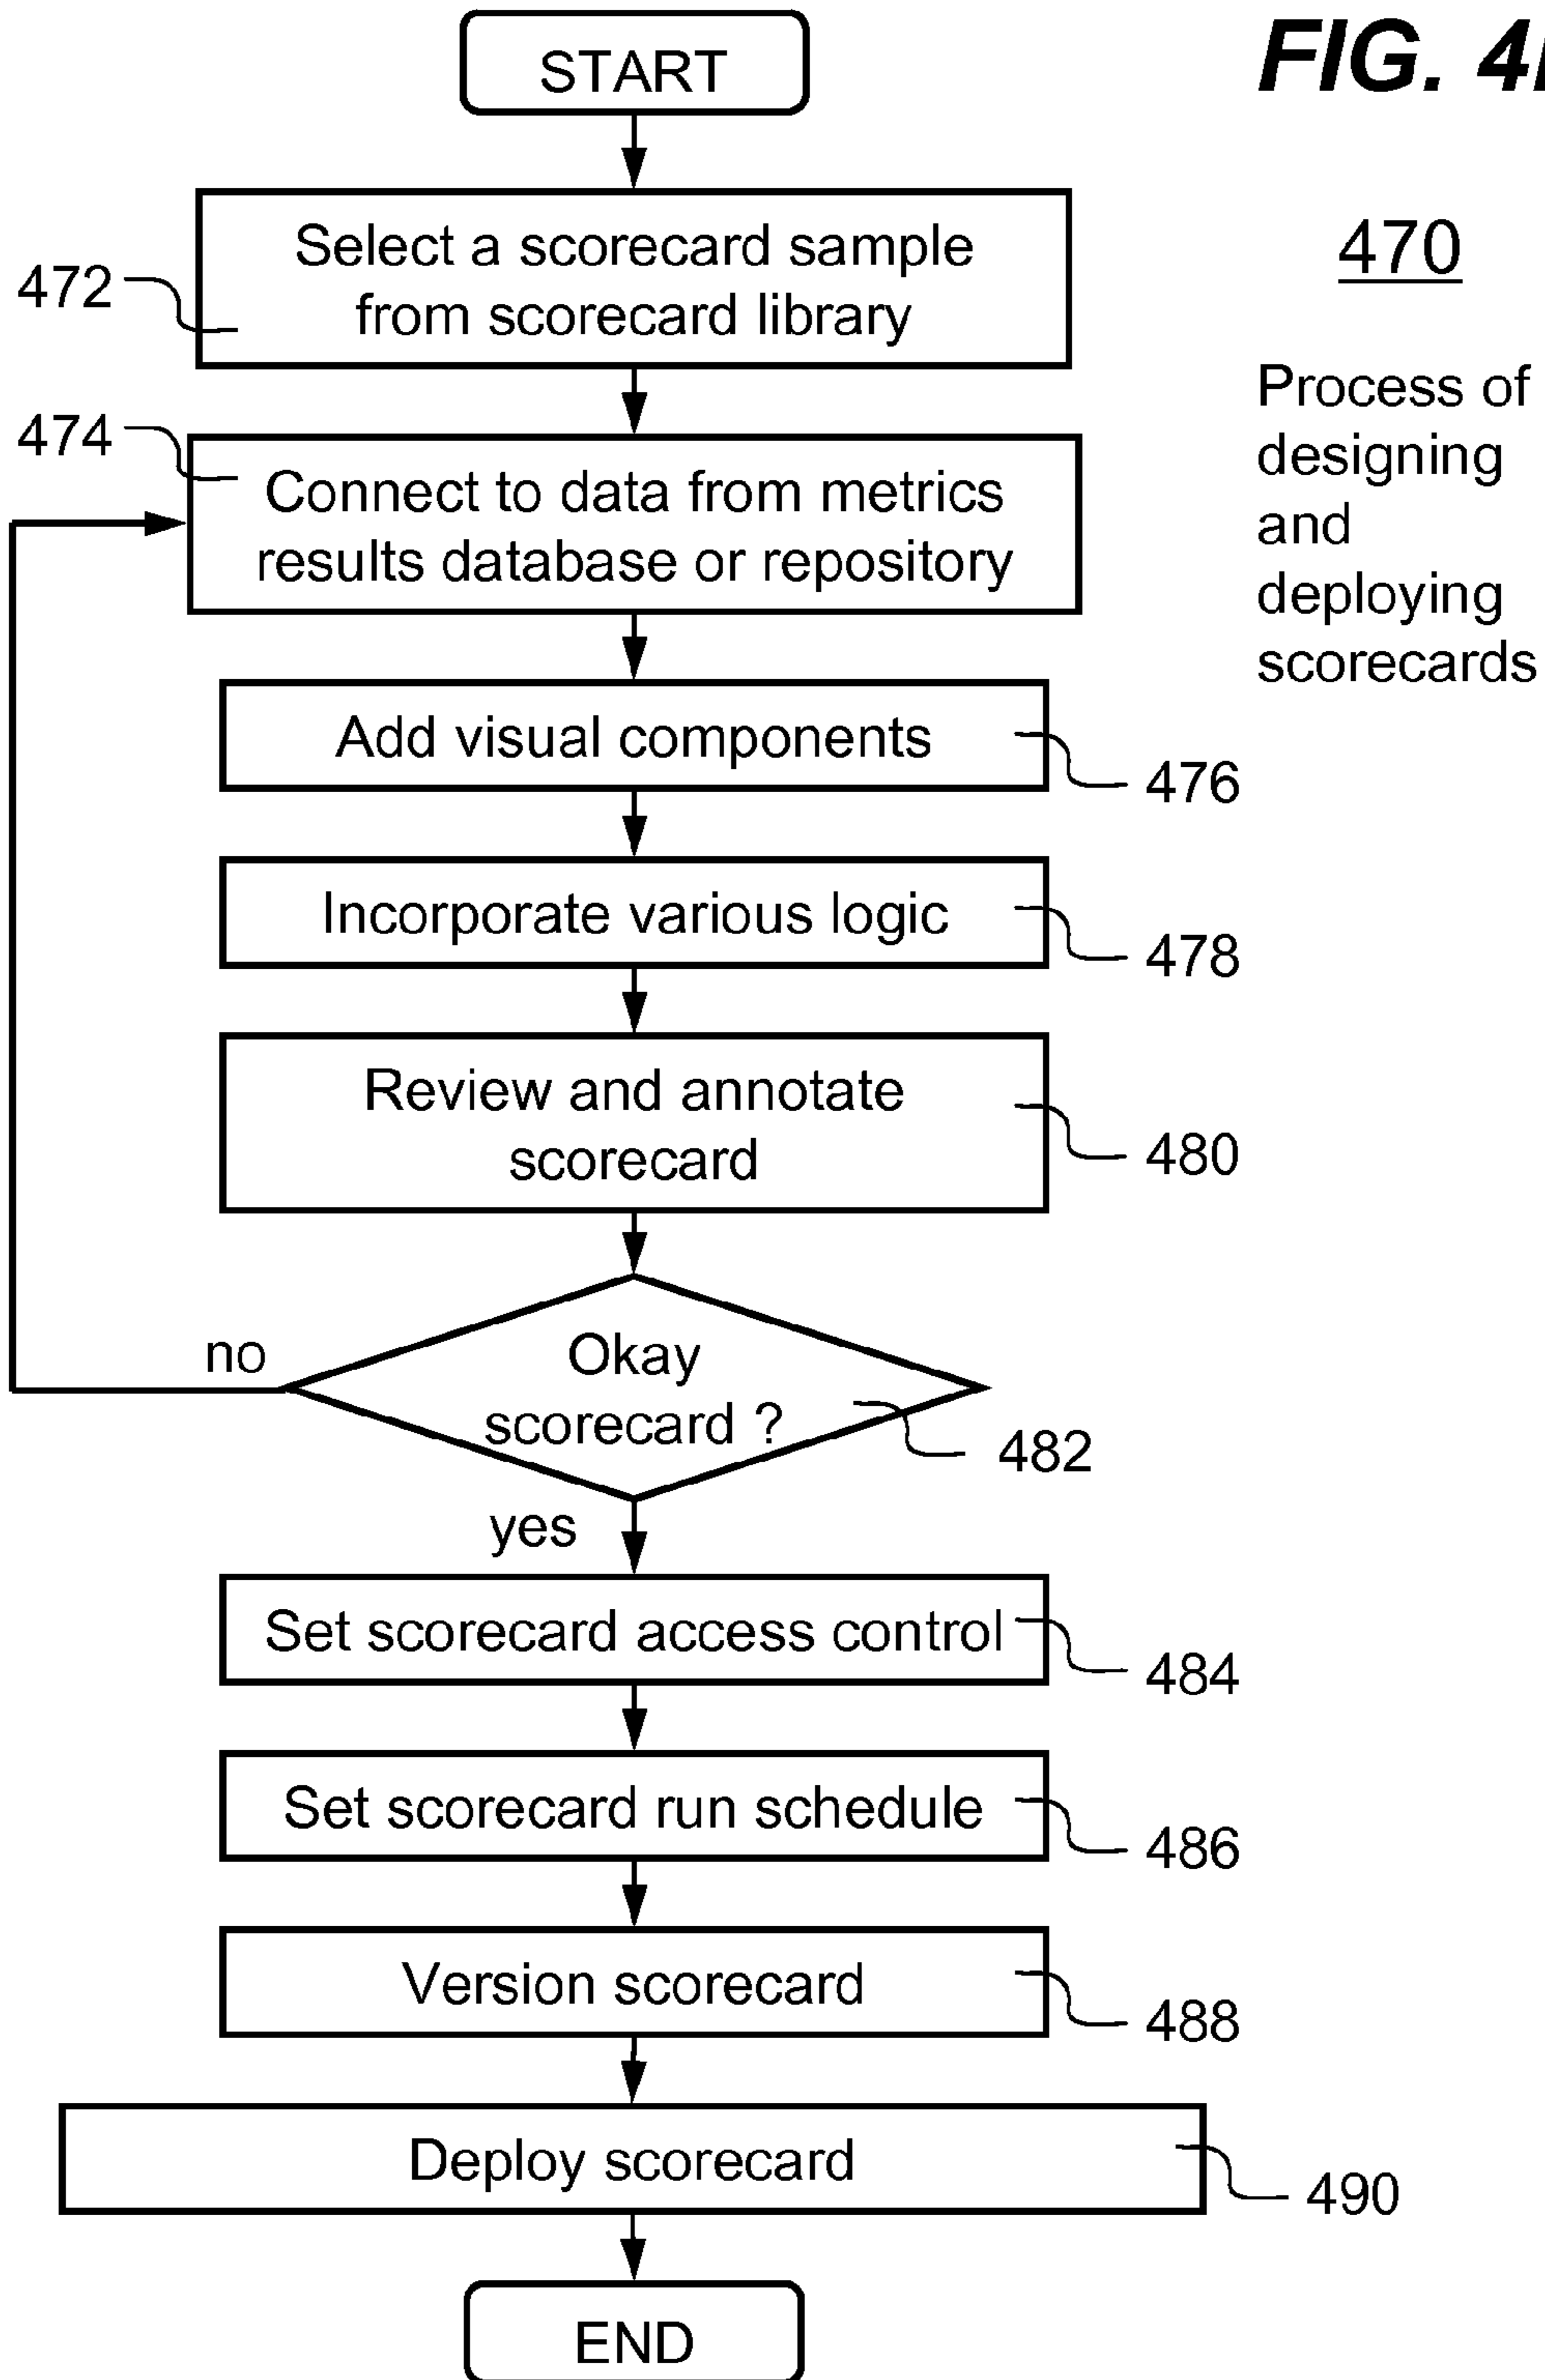 START
FIG. 4
470
Process of
designing
and
deploying
scorecards
472
Select a scorecard sample
from scorecard library
474
Connect to data from metrics
results database or repository
Add visual components
476
Incorporate various logic
478
Review and annotate
scorecard
480
no
Okay
scorecard ?
482
yes
Set scorecard access control
484
Set scorecard run schedule
486
Version scorecard
488
Deploy scorecard
490
END